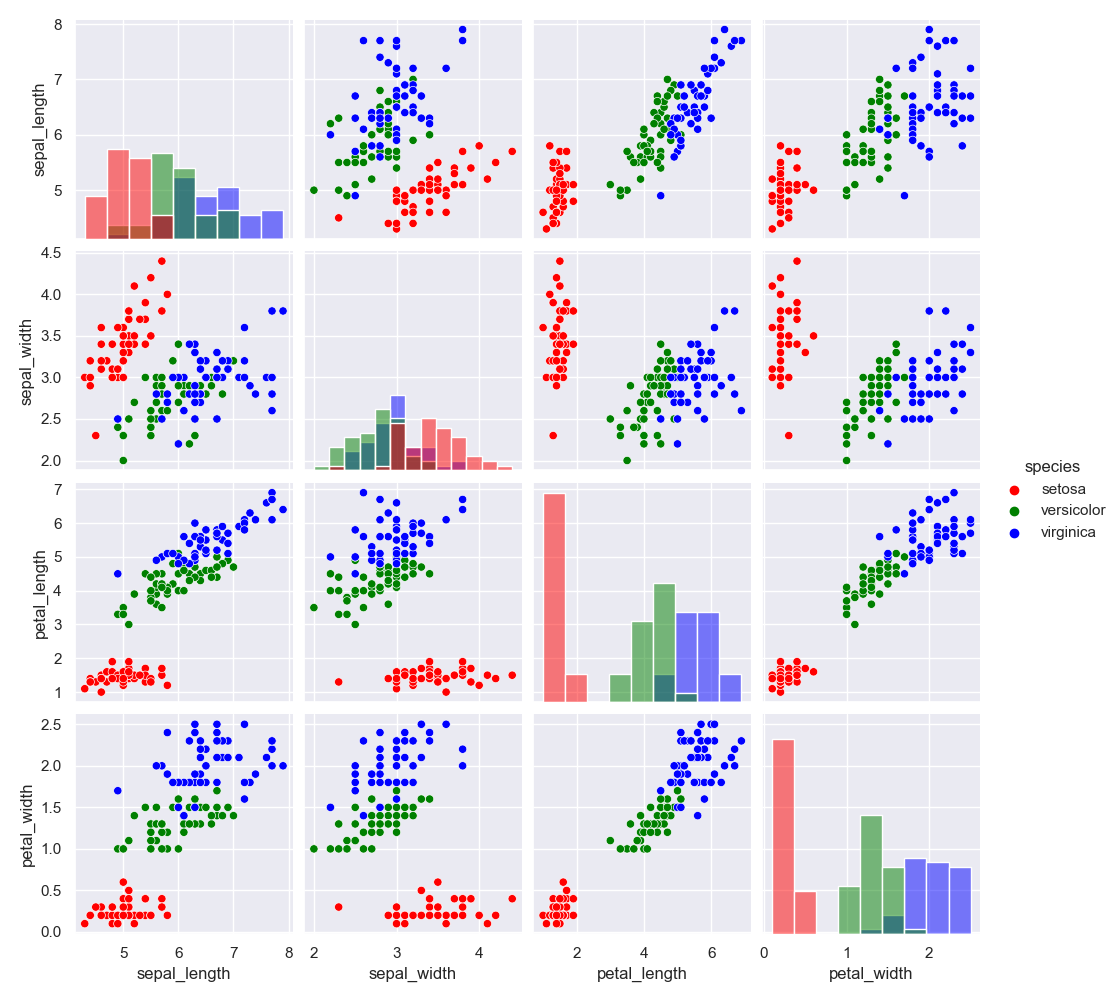 8
7
6
5
sepal_length
4.5
4.0
3.5
3.0
2.5
2.0
sepal_width
7
6
5
4
3
2
1
petal_length
2.5
2.0
1.5
1.0
0.5
0.0
petal_width
5 6 7 8
sepal_length
2 3 4
sepal_width
2 4 6
petal_length
0 1 2
petal_width
species
setosa
versicolor
virginica